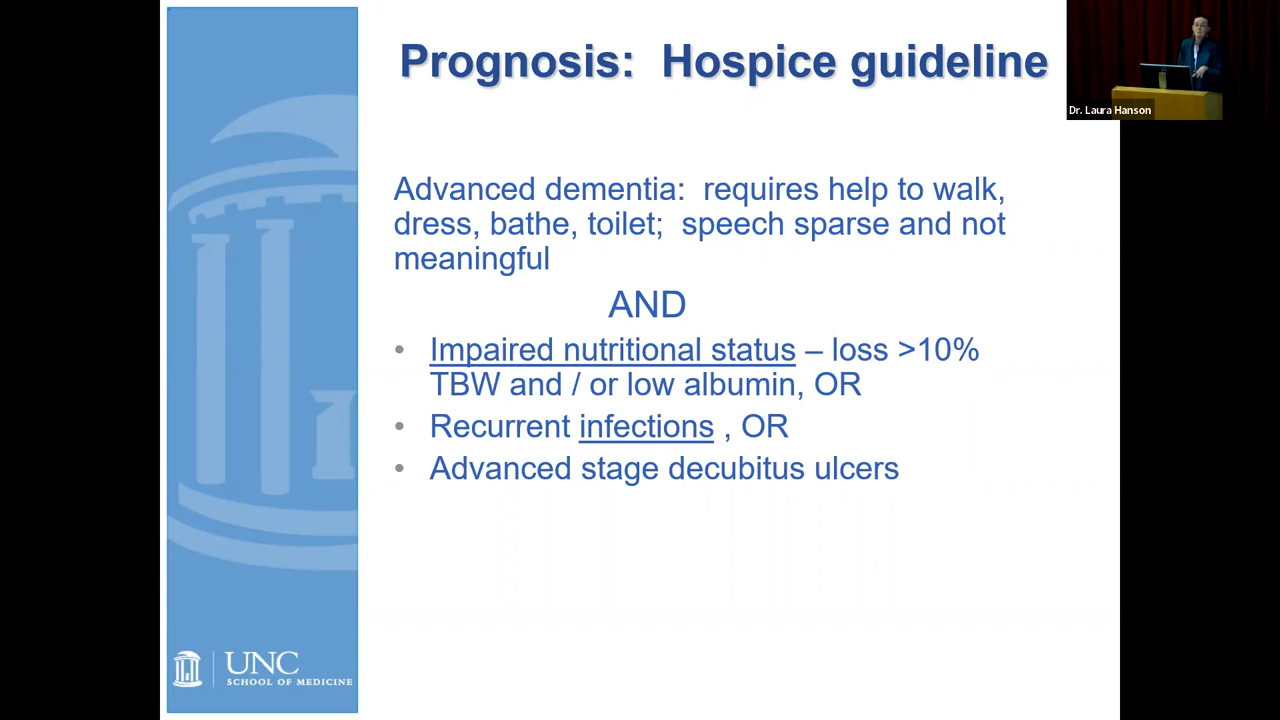 Prognosis: Hospice guideline
Dr. Laura Hanson
Advanced dementia: requires help to walk,
dress, bathe, toilet; speech sparse and not
meaningful
AND
• Impaired nutritional status – loss >10%
TBW and / or low albumin, OR
• Recurrent infections , OR
• Advanced stage decubitus ulcers
UNC
SCHOOL OF MEDICINE